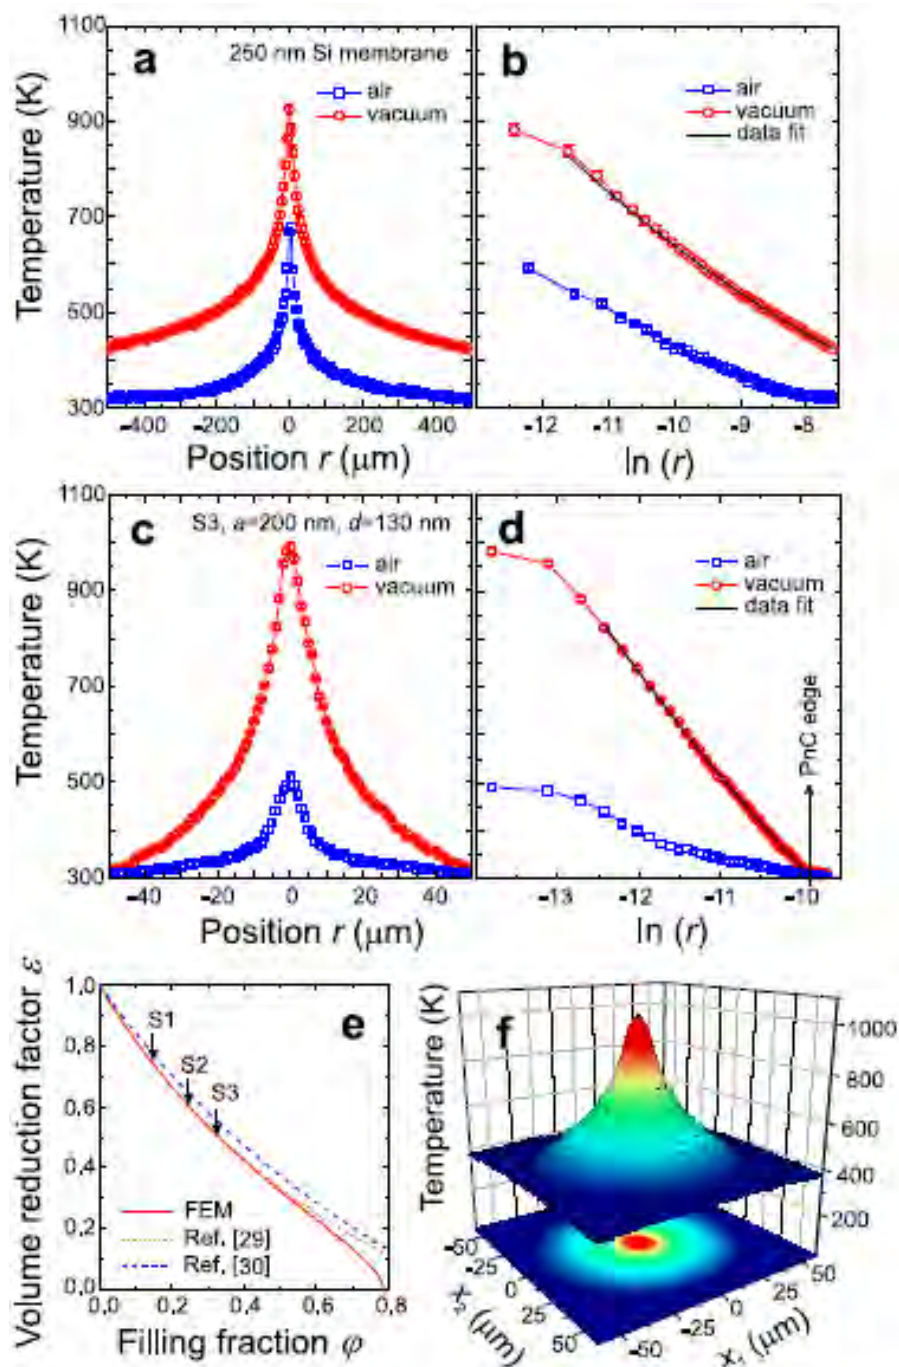 1100
900
700
500
300
Temperature (K)
a
250 nm Si membrane
air
vacuum
-400
-200
0
200
400
Position r (μm)
b
air
vacuum
data fit
-12
-11
-10
-9
-8
ln (r)
1100
900
700
500
300
Temperature (K)
c
S3, a=200 nm, d=130 nm
air
vacuum
-40
-20
0
20
40
Position r (μm)
d
air
vacuum
data fit
PnC edge
-13
-12
-11
-10
ln (r)
Volume reduction factor ε
1.0
0.8
0.6
0.4
0.2
0.0
e
S1
S2
S3
FEM
Ref. [29]
Ref. [30]
0.0
0.2
0.4
0.6
0.8
Filling fraction φ
f
Temperature (K)
1000
800
600
400
200
-50
-25
0
25
50
(μm)
-50
-25
0
25
50
x₁ (μm)